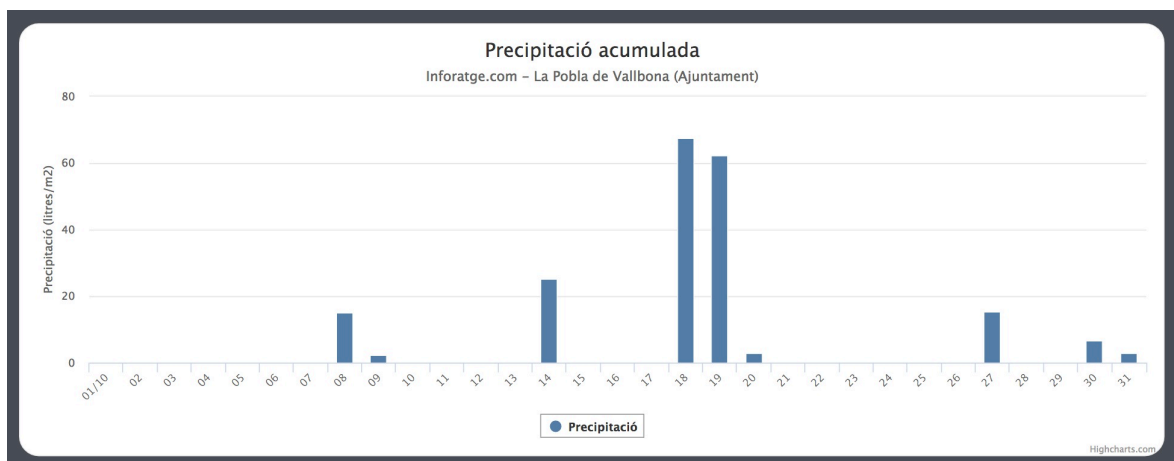 Precipitació acumulada
Inforatge.com – La Pobla de Vallbona (Ajuntament)
Precipitació (litres/m2)
80
60
40
20
0
01/10 02 03 04 05 06 07 08 09 10 11 12 13 14 15 16 17 18 19 20 21 22 23 24 25 26 27 28 29 30 31
Precipitació
Highcharts.com